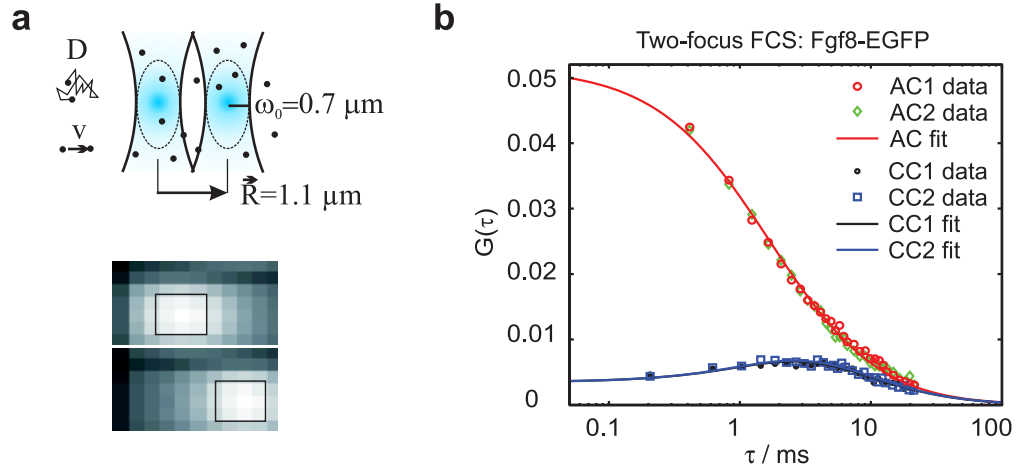 a
D
v
ω₀=0.7 μm
R=1.1 μm
b
Two-focus FCS: Fgf8-EGFP
G(τ)
0.05
0.04
0.03
0.02
0.01
0
0.1
1
10
100
τ / ms
AC1 data
AC2 data
AC fit
CC1 data
CC2 data
CC1 fit
CC2 fit